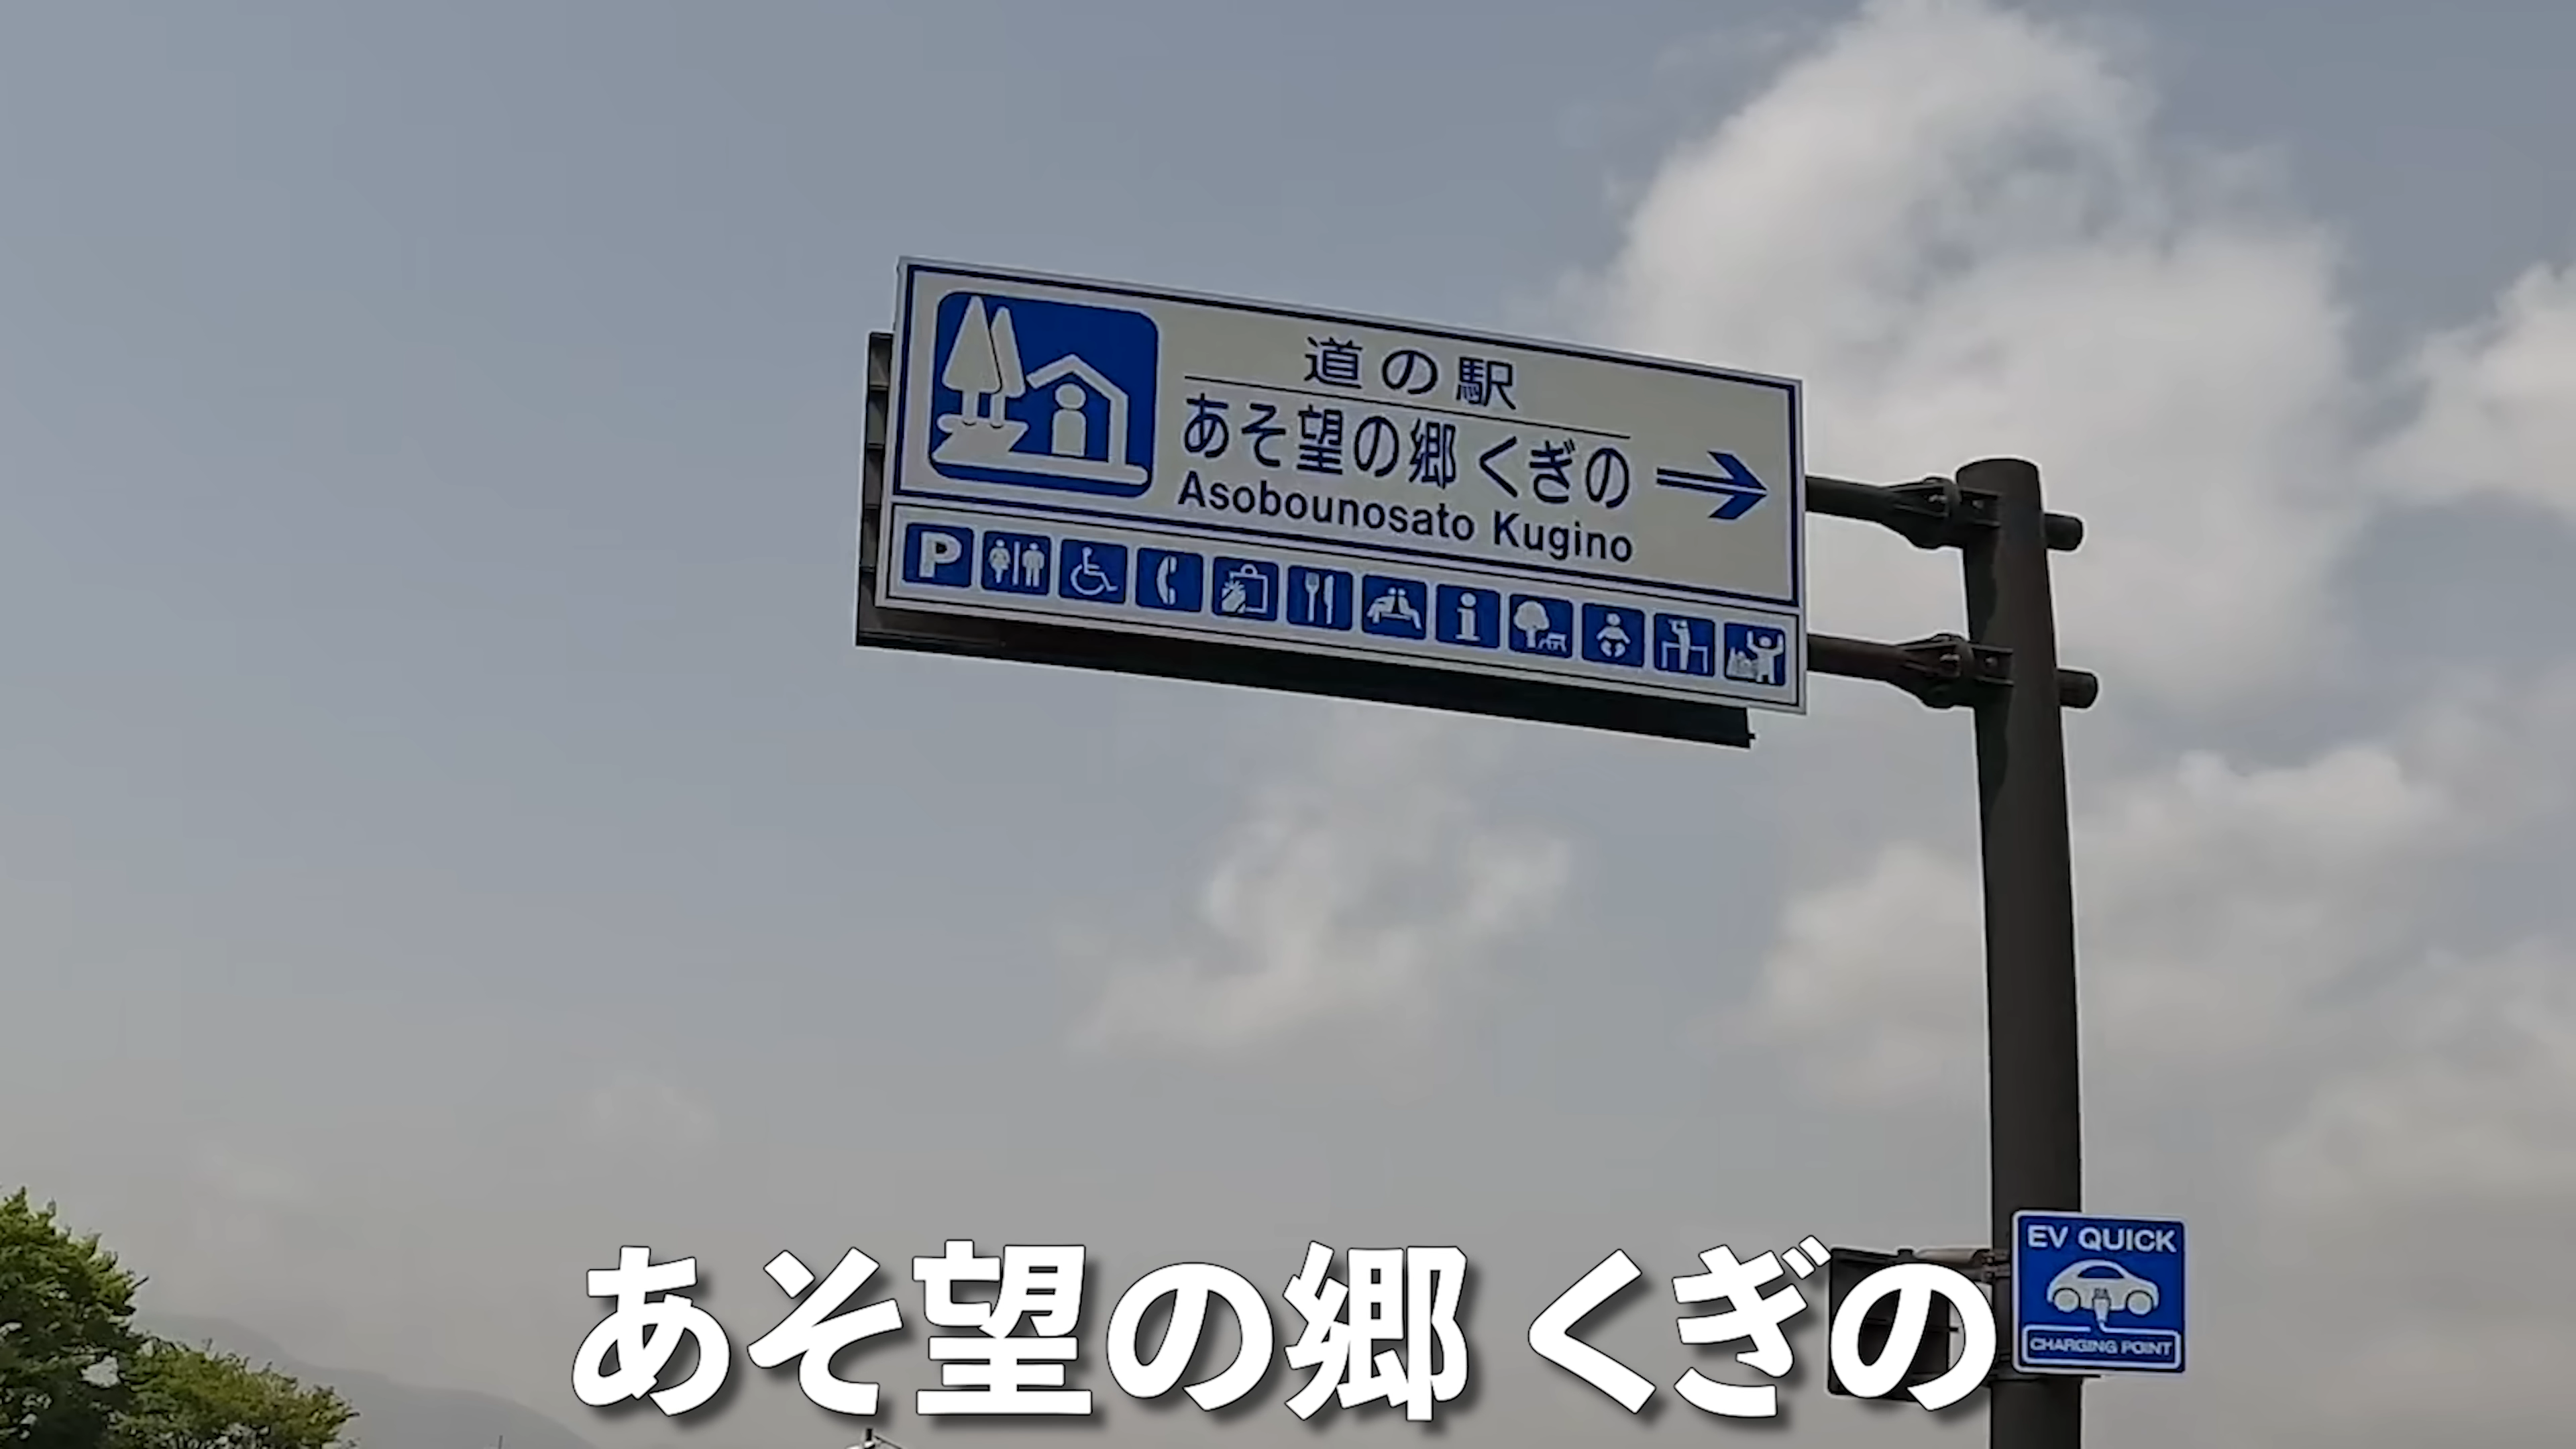 道の駅
あそ望の郷 くぎの
Asobounosato Kugino
P
EV QUICK
CHARGING POINT
あそ望の郷 くぎの